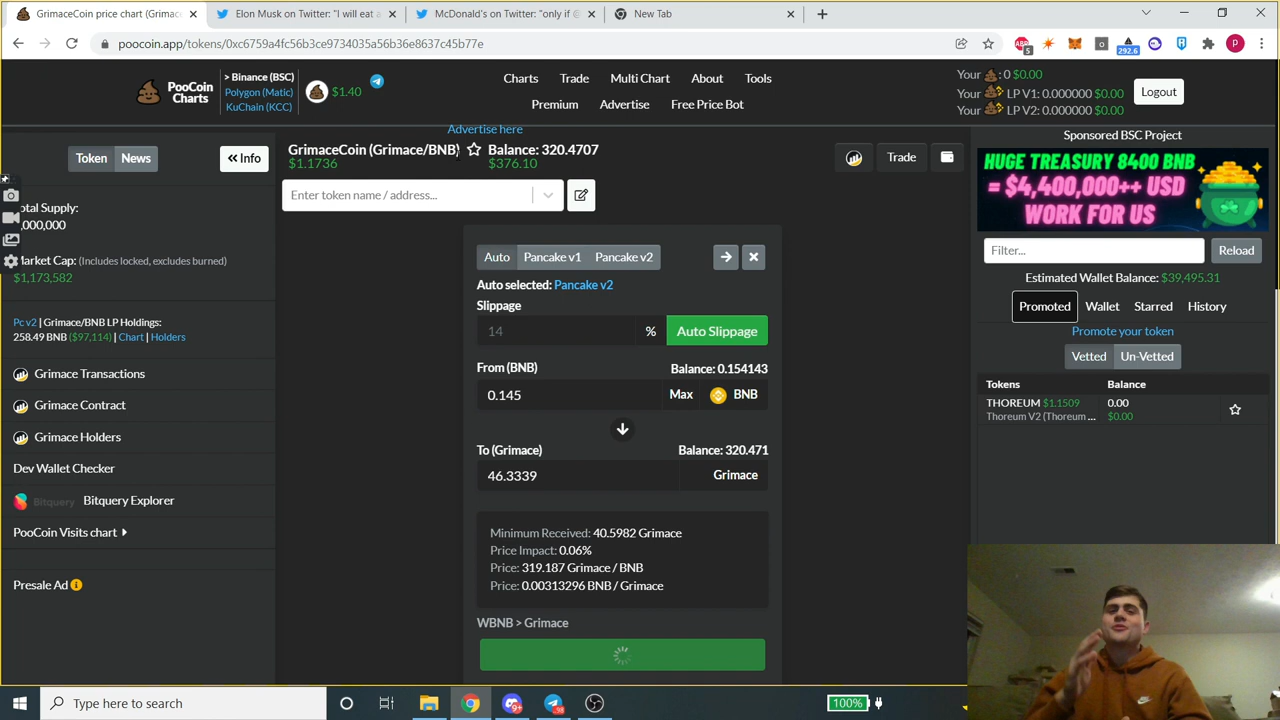 GrimaceCoin price chart (Grimac
Elon Musk on Twitter: "I will eat a
McDonald's on Twitter: "only if @
New Tab
poocoin.app/tokens/0xc6759a4fc56b3ce9734035a56b36e8637c45b77e
5
292.6
P
PooCoin
Charts
> Binance (BSC)
Polygon (Matic)
KuChain (KCC)
$1.40
Charts
Trade
Multi Chart
About
Tools
Premium
Advertise
Free Price Bot
Your : 0 $0.00
Your LP V1: 0.000000 $0.00
Your LP V2: 0.000000 $0.00
Logout
Advertise here
Token
News
Info
GrimaceCoin (Grimace/BNB)
$1.1736
Balance: 320.4707
$376.10
Trade
Enter token name / address...
otal Supply:
,000,000
Market Cap: (Includes locked, excludes burned)
$1,173,582
Pc v2 | Grimace/BNB LP Holdings:
258.49 BNB ($97,114) | Chart | Holders
Grimace Transactions
Grimace Contract
Grimace Holders
Dev Wallet Checker
Bitquery
Bitquery Explorer
PooCoin Visits chart
Presale Ad
Auto
Pancake v1
Pancake v2
Auto selected: Pancake v2
Slippage
14
%
Auto Slippage
From (BNB)
Balance: 0.154143
0.145
Max
BNB
To (Grimace)
Balance: 320.471
46.3339
Grimace
Minimum Received: 40.5982 Grimace
Price Impact: 0.06%
Price: 319.187 Grimace / BNB
Price: 0.00313296 BNB / Grimace
WBNB > Grimace
Sponsored BSC Project
HUGE TREASURY 8400 BNB
= $4,400,000++ USD
WORK FOR US
Filter...
Reload
Estimated Wallet Balance: $39,495.31
Promoted
Wallet
Starred
History
Promote your token
Vetted
Un-Vetted
Tokens
Balance
THOREUM $1.1509
0.00
Thoreum V2 (Thoreum ...
$0.00
Type here to search
100%